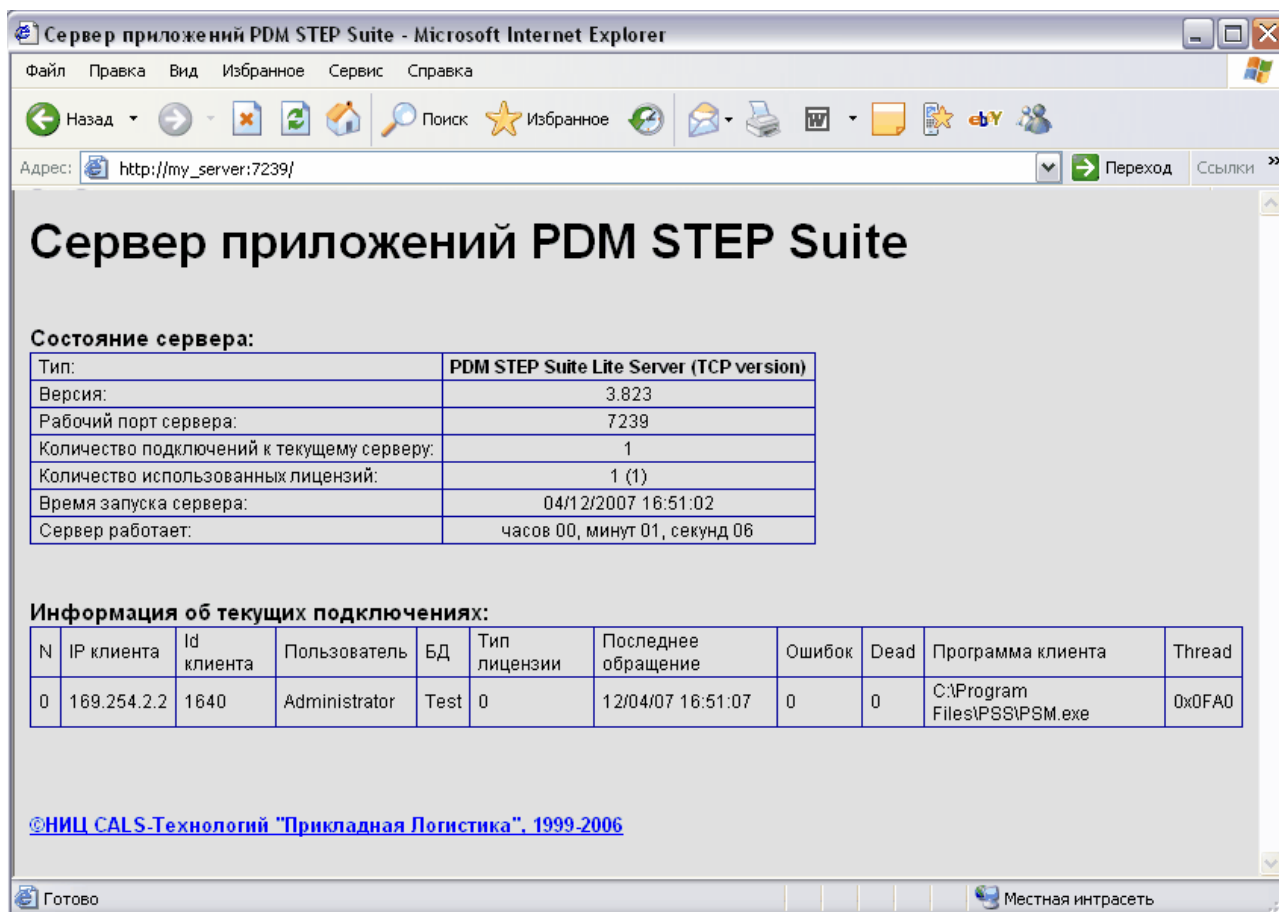 Сервер приложений PDM STEP Suite - Microsoft Internet Explorer
Файл Правка Вид Избранное Сервис Справка
Назад Поиск Избранное W ebY
Адрес: http://my_server:7239/ Переход Ссылки »
Сервер приложений PDM STEP Suite
Состояние сервера:
Тип: PDM STEP Suite Lite Server (TCP version)
Версия: 3.823
Рабочий порт сервера: 7239
Количество подключений к текущему серверу: 1
Количество использованных лицензий: 1 (1)
Время запуска сервера: 04/12/2007 16:51:02
Сервер работает: часов 00, минут 01, секунд 06
Информация об текущих подключениях:
N IP клиента Id клиента Пользователь БД Тип лицензии Последнее обращение Ошибок Dead Программа клиента Thread
0 169.254.2.2 1640 Administrator Test 0 12/04/07 16:51:07 0 0 C:\Program Files\PSS\PSM.exe 0x0FA0
©НИЦ CALS-Технологий "Прикладная Логистика", 1999-2006
Готово Местная интрасеть